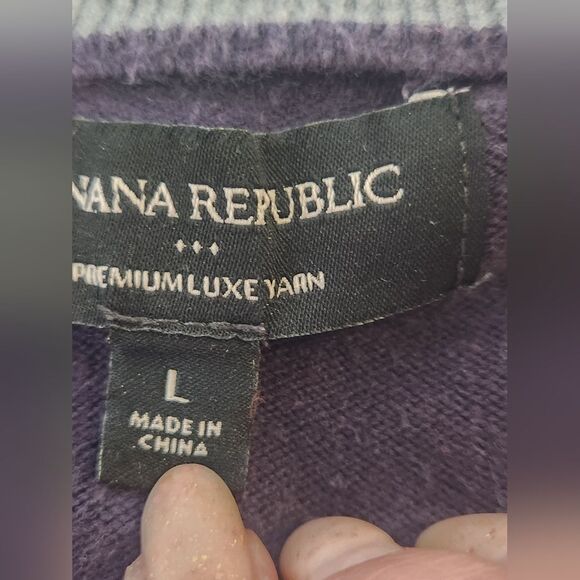 NANA REPUBLIC
PREMIUM LUXE YARN
L
MADE IN
CHINA